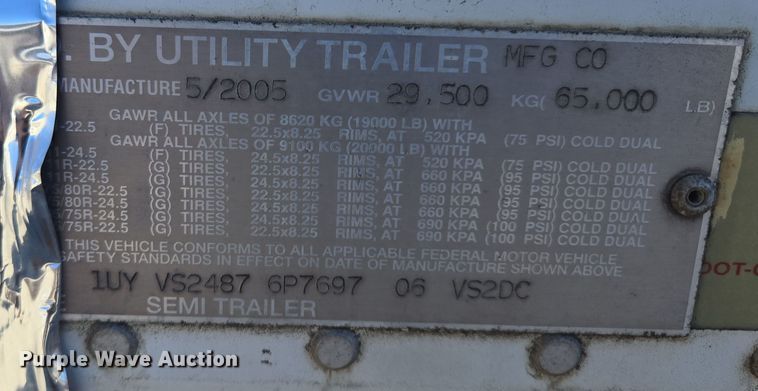 . BY UTILITY TRAILER MFG CO
MANUFACTURE 5/2005 GVWR 29,500 KG( 65,000 LB)
GAWR ALL AXLES OF 8620 KG (19000 LB) WITH
-22.5 (F) TIRES, 22.5x8.25 RIMS, AT 520 KPA (75 PSI) COLD DUAL
GAWR ALL AXLES OF 9100 KG (20000 LB) WITH
-24.5 (F) TIRES, 24.5x8.25 RIMS, AT 520 KPA (75 PSI) COLD DUAL
1R-22.5 (G) TIRES, 22.5x8.25 RIMS, AT 660 KPA (95 PSI) COLD DUAL
1R-24.5 (G) TIRES, 24.5x8.25 RIMS, AT 660 KPA (95 PSI) COLD DUAL
/80R-22.5 (G) TIRES, 22.5x8.25 RIMS, AT 660 KPA (95 PSI) COLD DUAL
/80R-24.5 (G) TIRES, 24.5x8.25 RIMS, AT 660 KPA (95 PSI) COLD DUAL
/75R-24.5 (G) TIRES, 24.5x8.25 RIMS, AT 690 KPA (100 PSI) COLD DUAL
75R-22.5 (G) TIRES, 22.5x8.25 RIMS, AT 690 KPA (100 PSI) COLD DUAL
THIS VEHICLE CONFORMS TO ALL APPLICABLE FEDERAL MOTOR VEHICLE
SAFETY STANDARDS IN EFFECT ON DATE OF MANUFACTURE SHOWN ABOVE
1UY VS2487 6P7697 06 VS2DC
SEMI TRAILER
DOT-C
Purple Wave Auction